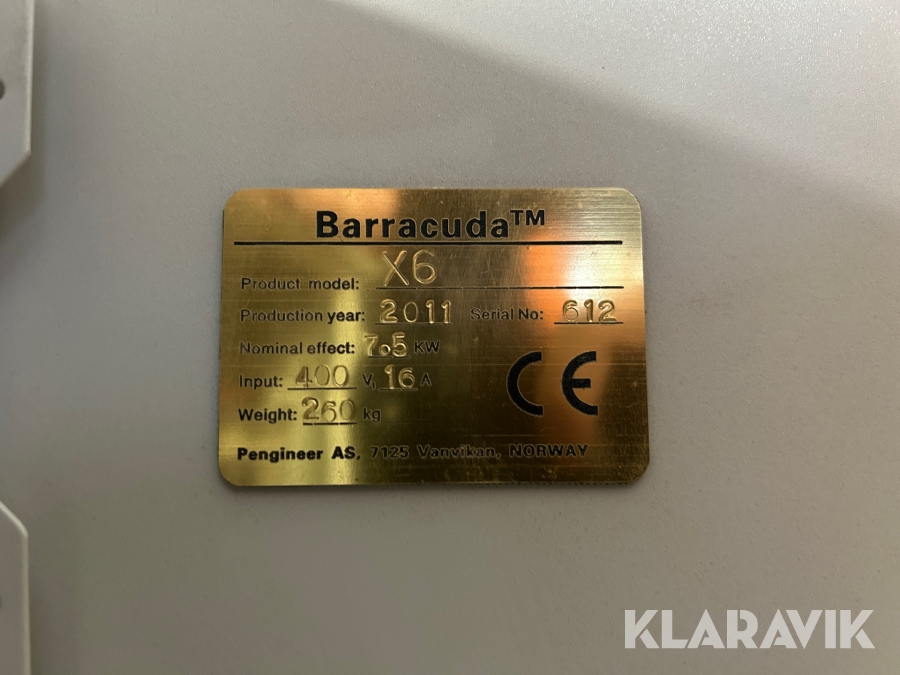 Barracuda™
Product model: X6
Production year: 2011 Serial No: 612
Nominal effect: 7.5 KW
Input: 400 V, 16 A
Weight: 260 kg
CE
Pengineer AS, 7125 Vanvikan, NORWAY
KLARAVIK